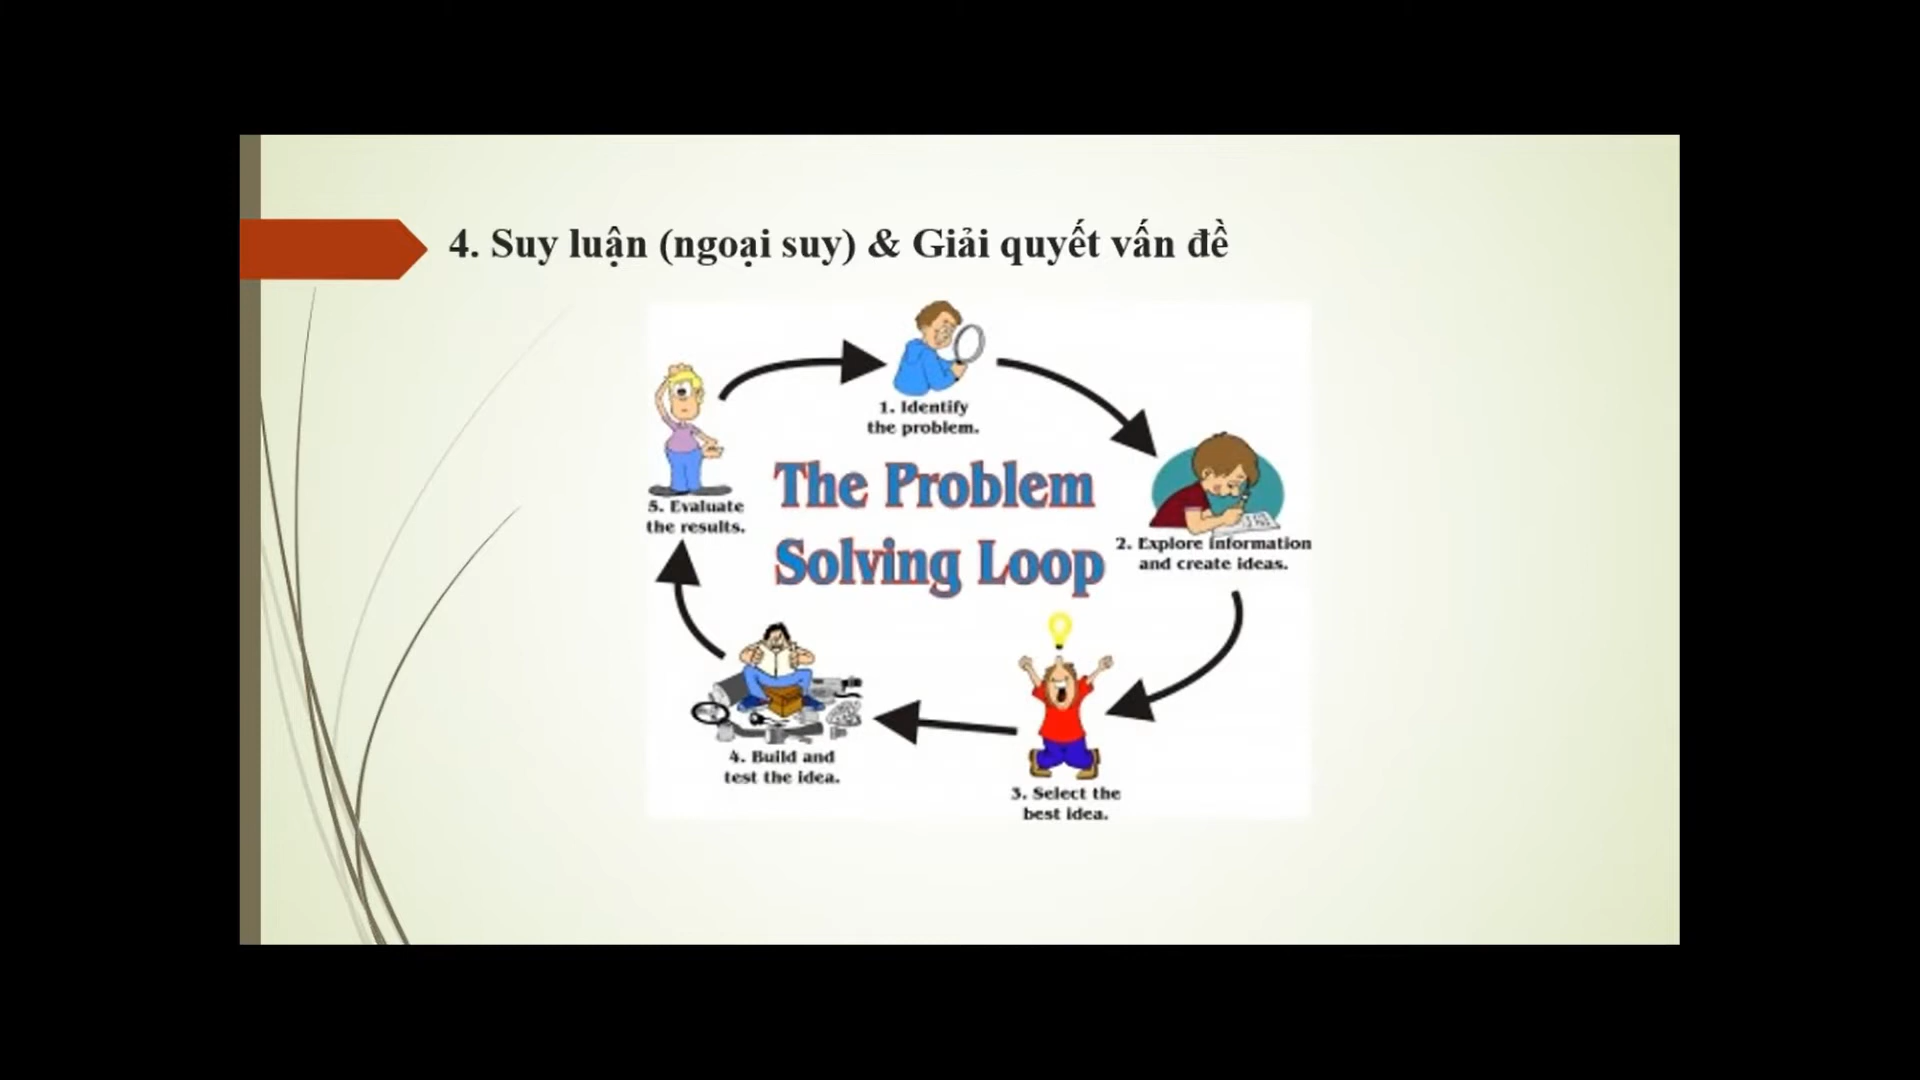 4. Suy luận (ngoại suy) & Giải quyết vấn đề
1. Identify
the problem.
The Problem
Solving Loop
2. Explore information
and create ideas.
3. Select the
best idea.
4. Build and
test the idea.
5. Evaluate
the results.